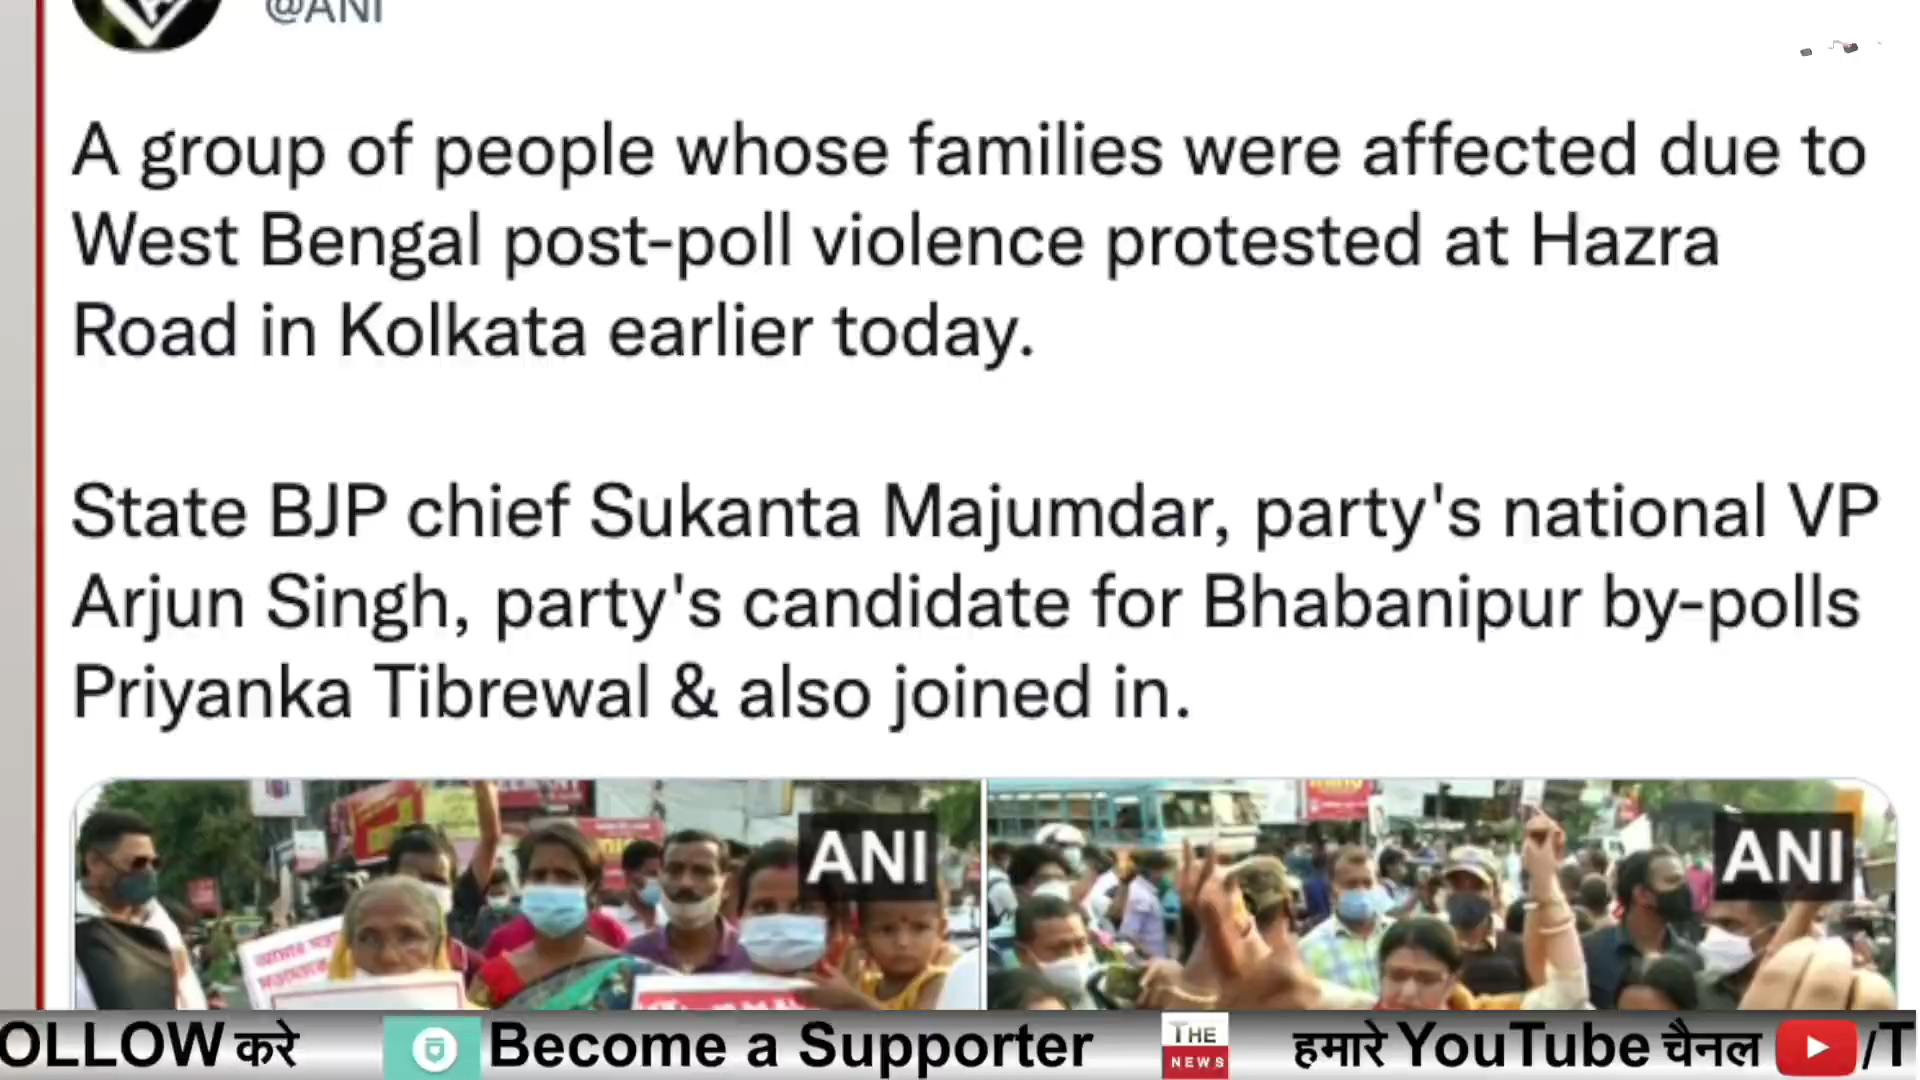 @ANI
A group of people whose families were affected due to
West Bengal post-poll violence protested at Hazra
Road in Kolkata earlier today.
State BJP chief Sukanta Majumdar, party's national VP
Arjun Singh, party's candidate for Bhabanipur by-polls
Priyanka Tibrewal & also joined in.
ANI
ANI
OLLOW करे
Become a Supporter
THE
NEWS
हमारे YouTube चैनल
/T